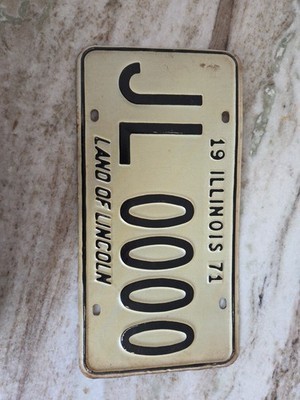 19 ILLINOIS 71
JL 0000
LAND OF LINCOLN